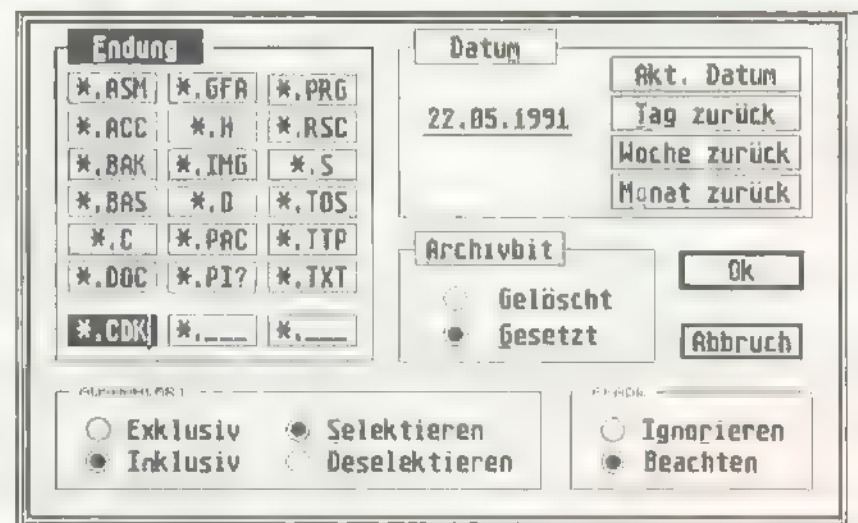 Endung
*.ASM *.GFA *.PRG
*.ACC *.H *.RSC
*.BAK *.IMG *.S
*.BAS *.O *.TOS
*.C *.PAC *.TTP
*.DOC *.PI? *.TXT
*.CDK *.___ *.___
Datum
22.05.1991
Akt. Datum
Tag zurück
Woche zurück
Monat zurück
Archivbit
Gelöscht
Gesetzt
Ok
Abbruch
Exklusiv Selektieren
Inklusiv Deselektieren
Ignorieren
Beachten